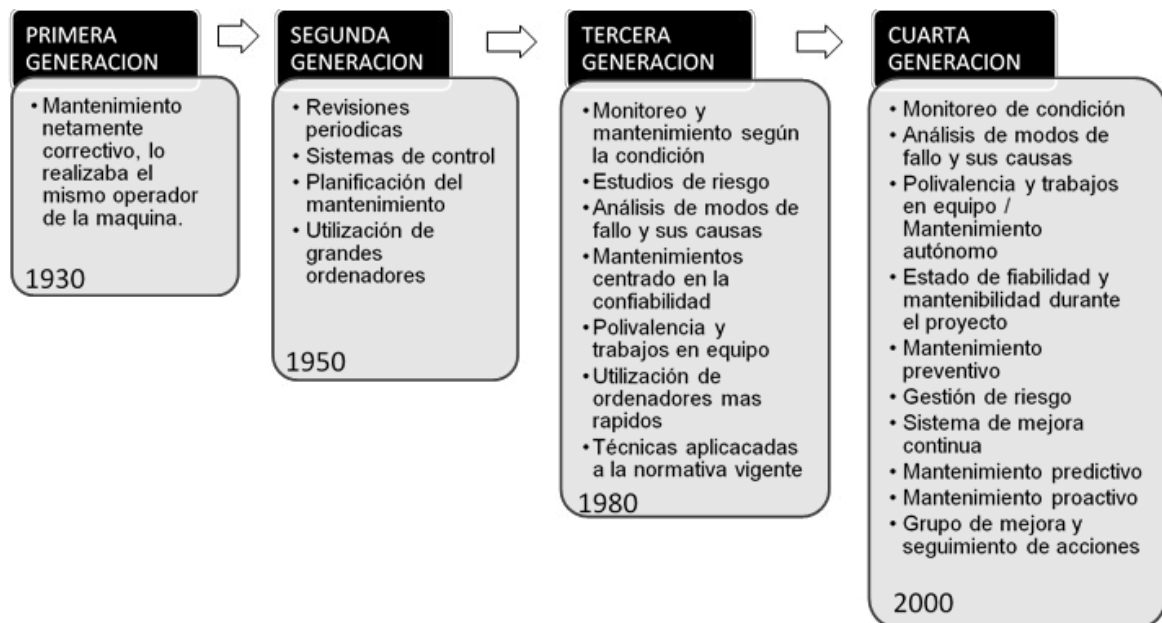 PRIMERA
GENERACION
• Mantenimiento
netamente
correctivo, lo
realizaba el
mismo operador
de la maquina.
1930
SEGUNDA
GENERACION
• Revisiones
periodicas
• Sistemas de control
• Planificación del
mantenimiento
• Utilización de
grandes
ordenadores
1950
TERCERA
GENERACION
• Monitoreo y
mantenimiento según
la condición
• Estudios de riesgo
• Análisis de modos de
fallo y sus causas
• Mantenimientos
centrado en la
confiabilidad
• Polivalencia y
trabajos en equipo
• Utilización de
ordenadores mas
rapidos
• Técnicas aplicacadas
a la normativa vigente
1980
CUARTA
GENERACION
• Monitoreo de condición
• Análisis de modos de
fallo y sus causas
• Polivalencia y trabajos
en equipo /
Mantenimiento
autónomo
• Estado de fiabilidad y
mantenibilidad durante
el proyecto
• Mantenimiento
preventivo
• Gestión de riesgo
• Sistema de mejora
continua
• Mantenimiento predictivo
• Mantenimiento proactivo
• Grupo de mejora y
seguimiento de acciones
2000